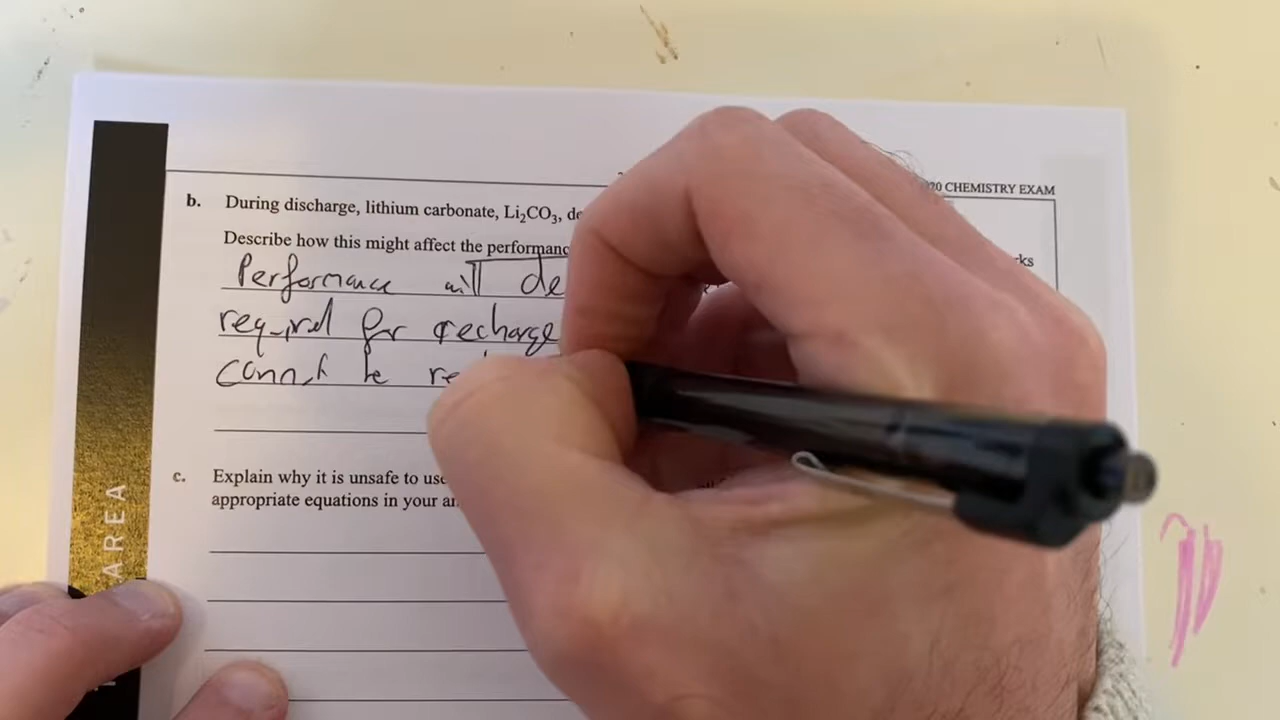 20 CHEMISTRY EXAM
b. During discharge, lithium carbonate, Li₂CO₃, de
Describe how this might affect the performanc
rks
Performance will de
required for recharge
cannot be re
c. Explain why it is unsafe to use
appropriate equations in your an
AREA